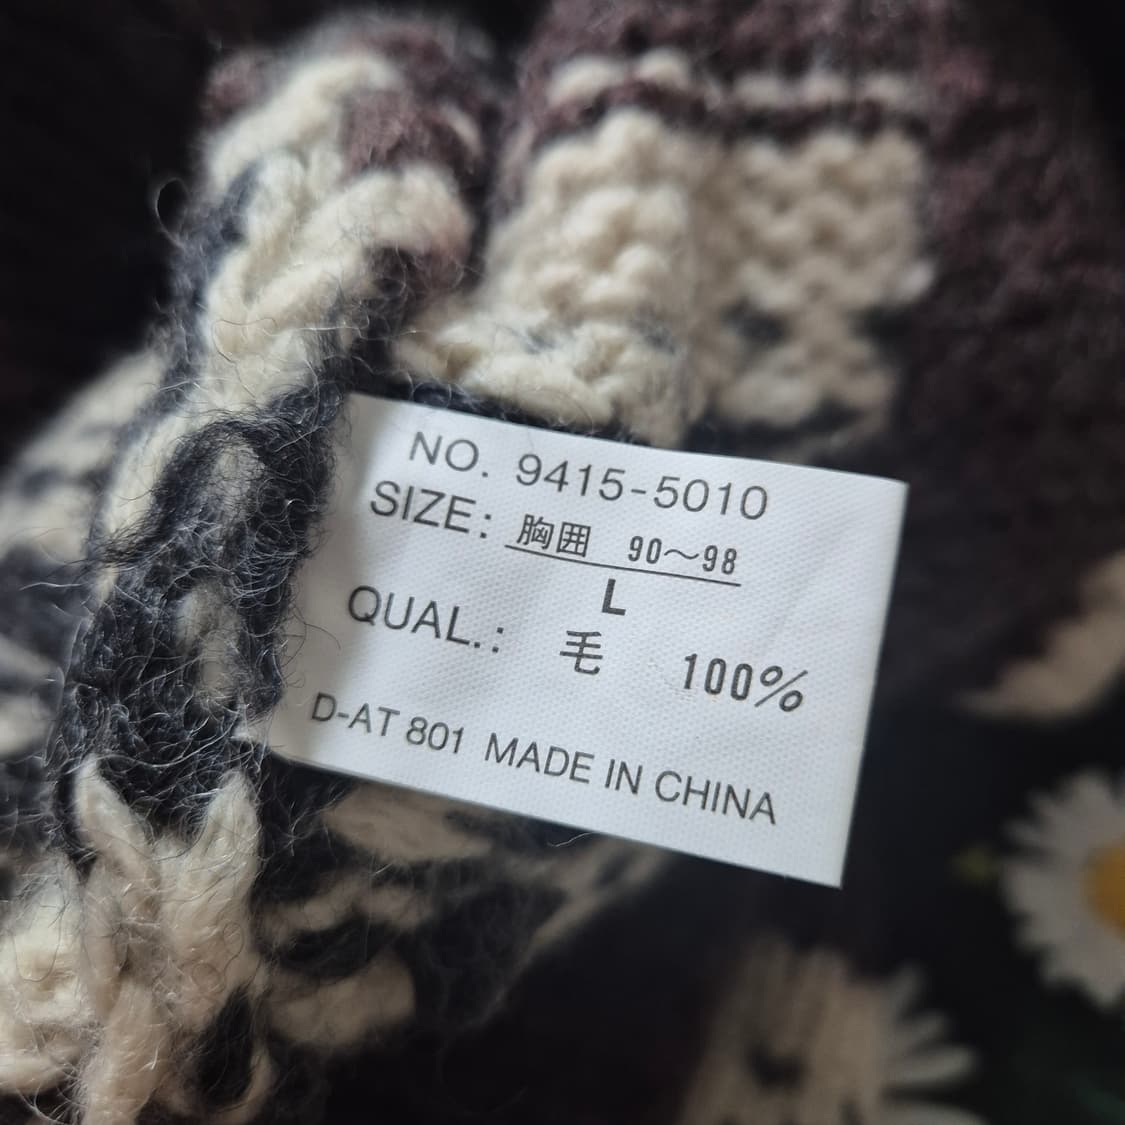 NO. 9415-5010
SIZE: 胸囲 90～98
L
QUAL.: 毛 100%
D-AT 801 MADE IN CHINA